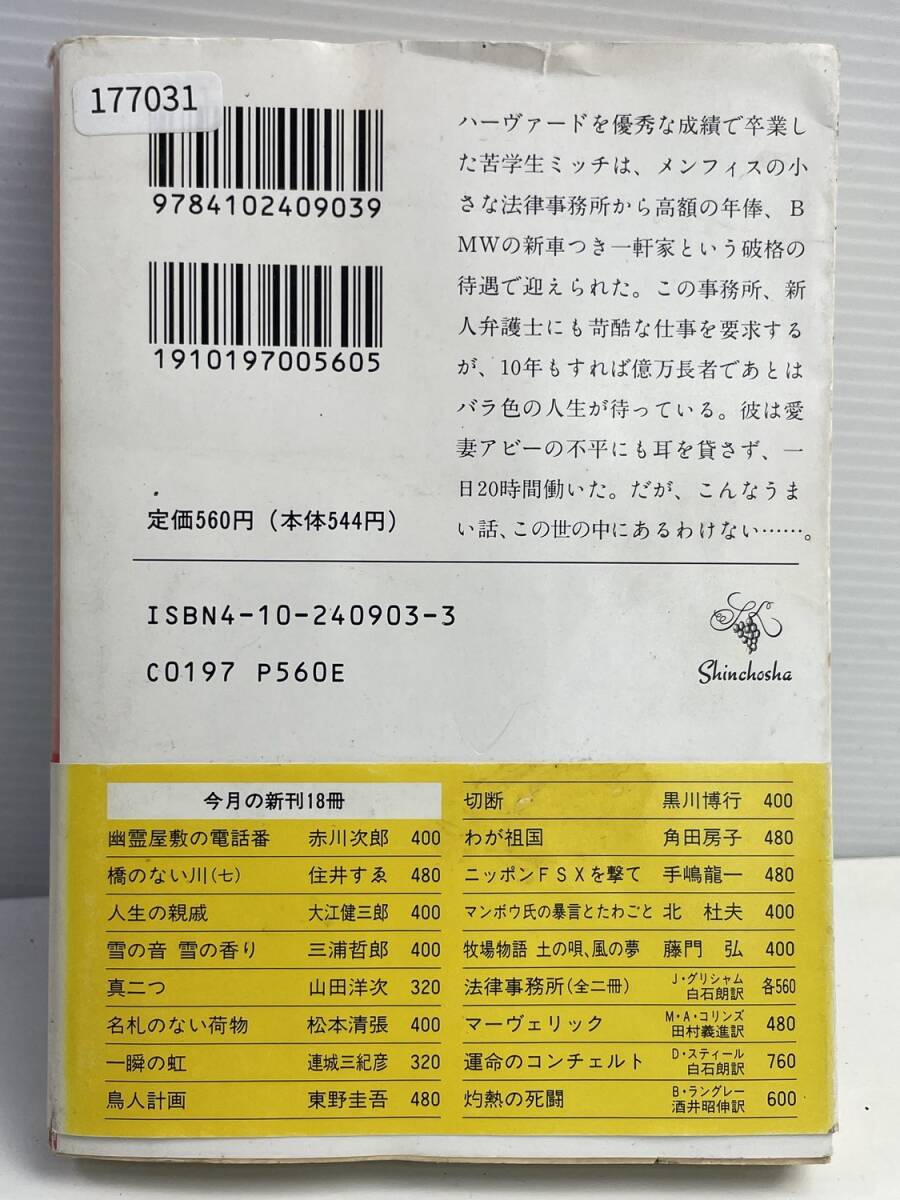 177031
9784102409039
1910197005605
定価560円（本体544円）
ハーヴァードを優秀な成績で卒業し
た苦学生ミッチは、メンフィスの小
さな法律事務所から高額の年俸、B
MWの新車つき一軒家という破格の
待遇で迎えられた。この事務所、新
人弁護士にも苛酷な仕事を要求する
が、10年もすれば億万長者であとは
バラ色の人生が待っている。彼は愛
妻アビーの不平にも耳を貸さず、一
日20時間働いた。だが、こんなうま
い話、この世の中にあるわけない……。
ISBN4-10-240903-3
C0197 P560E
Shinchosha
今月の新刊18冊
幽霊屋敷の電話番 赤川次郎 400
橋のない川(七) 住井すゑ 480
人生の親戚 大江健三郎 400
雪の音 雪の香り 三浦哲郎 400
真二つ 山田洋次 320
名札のない荷物 松本清張 400
一瞬の虹 連城三紀彦 320
鳥人計画 東野圭吾 480
切断 黒川博行 400
わが祖国 角田房子 480
ニッポンFSXを撃て 手嶋龍一 480
マンボウ氏の暴言とたわごと 北 杜夫 400
牧場物語 土の唄、風の夢 藤門 弘 400
法律事務所(全二冊) J・グリシャム 白石朗訳 各560
マーヴェリック M・A・コリンズ 田村義進訳 480
運命のコンチェルト D・スティール 白石朗訳 760
灼熱の死闘 B・ラングレー 酒井昭伸訳 600